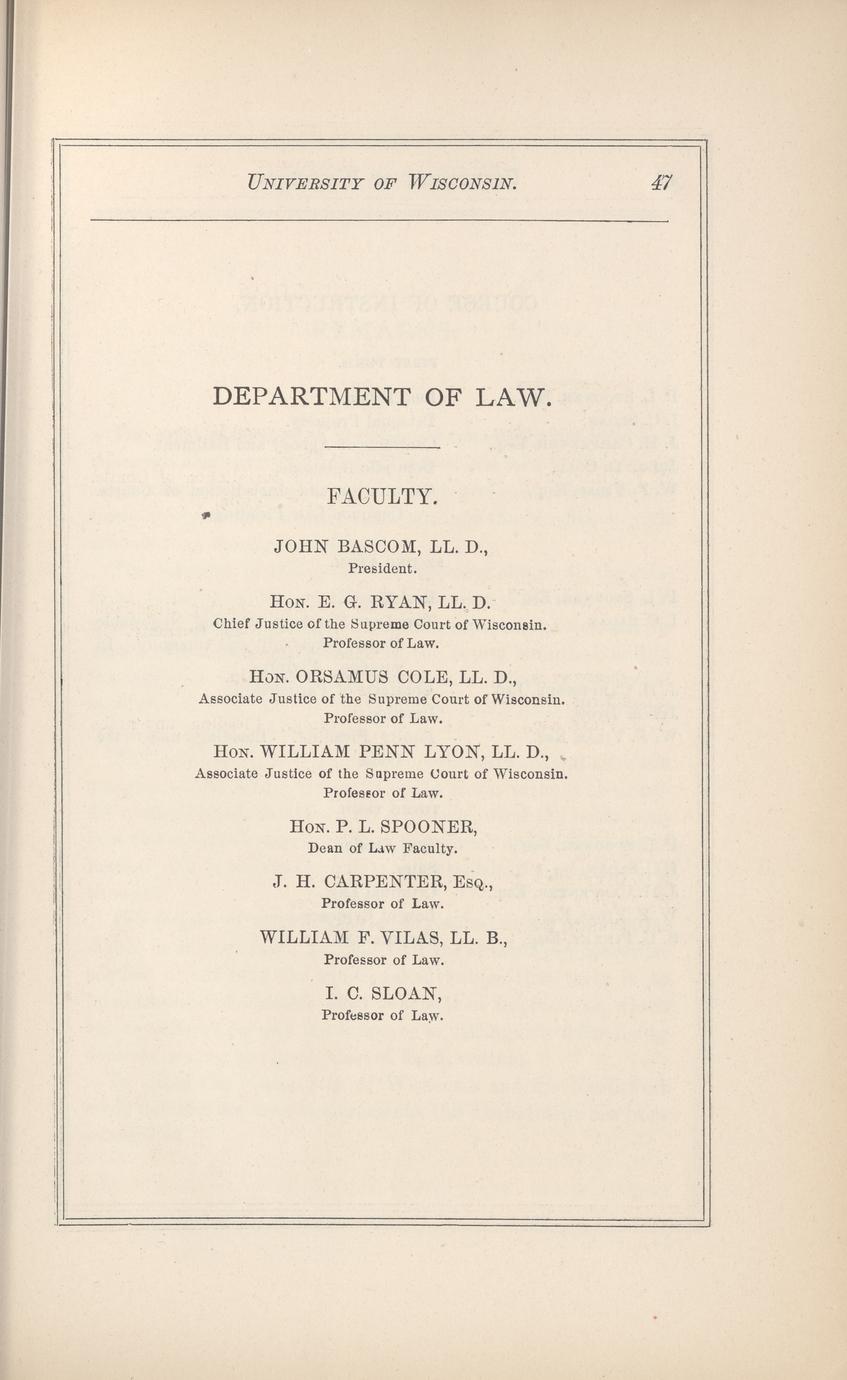 UNIVERSITY OF WISCONSIN. 47
DEPARTMENT OF LAW.
FACULTY.
JOHN BASCOM, LL. D.,
President.
HON. E. G. RYAN, LL. D.
Chief Justice of the Supreme Court of Wisconsin.
Professor of Law.
HON. ORSAMUS COLE, LL. D.,
Associate Justice of the Supreme Court of Wisconsin.
Professor of Law.
HON. WILLIAM PENN LYON, LL. D.,
Associate Justice of the Supreme Court of Wisconsin.
Professor of Law.
HON. P. L. SPOONER,
Dean of Law Faculty.
J. H. CARPENTER, ESQ.,
Professor of Law.
WILLIAM F. VILAS, LL. B.,
Professor of Law.
I. C. SLOAN,
Professor of Law.